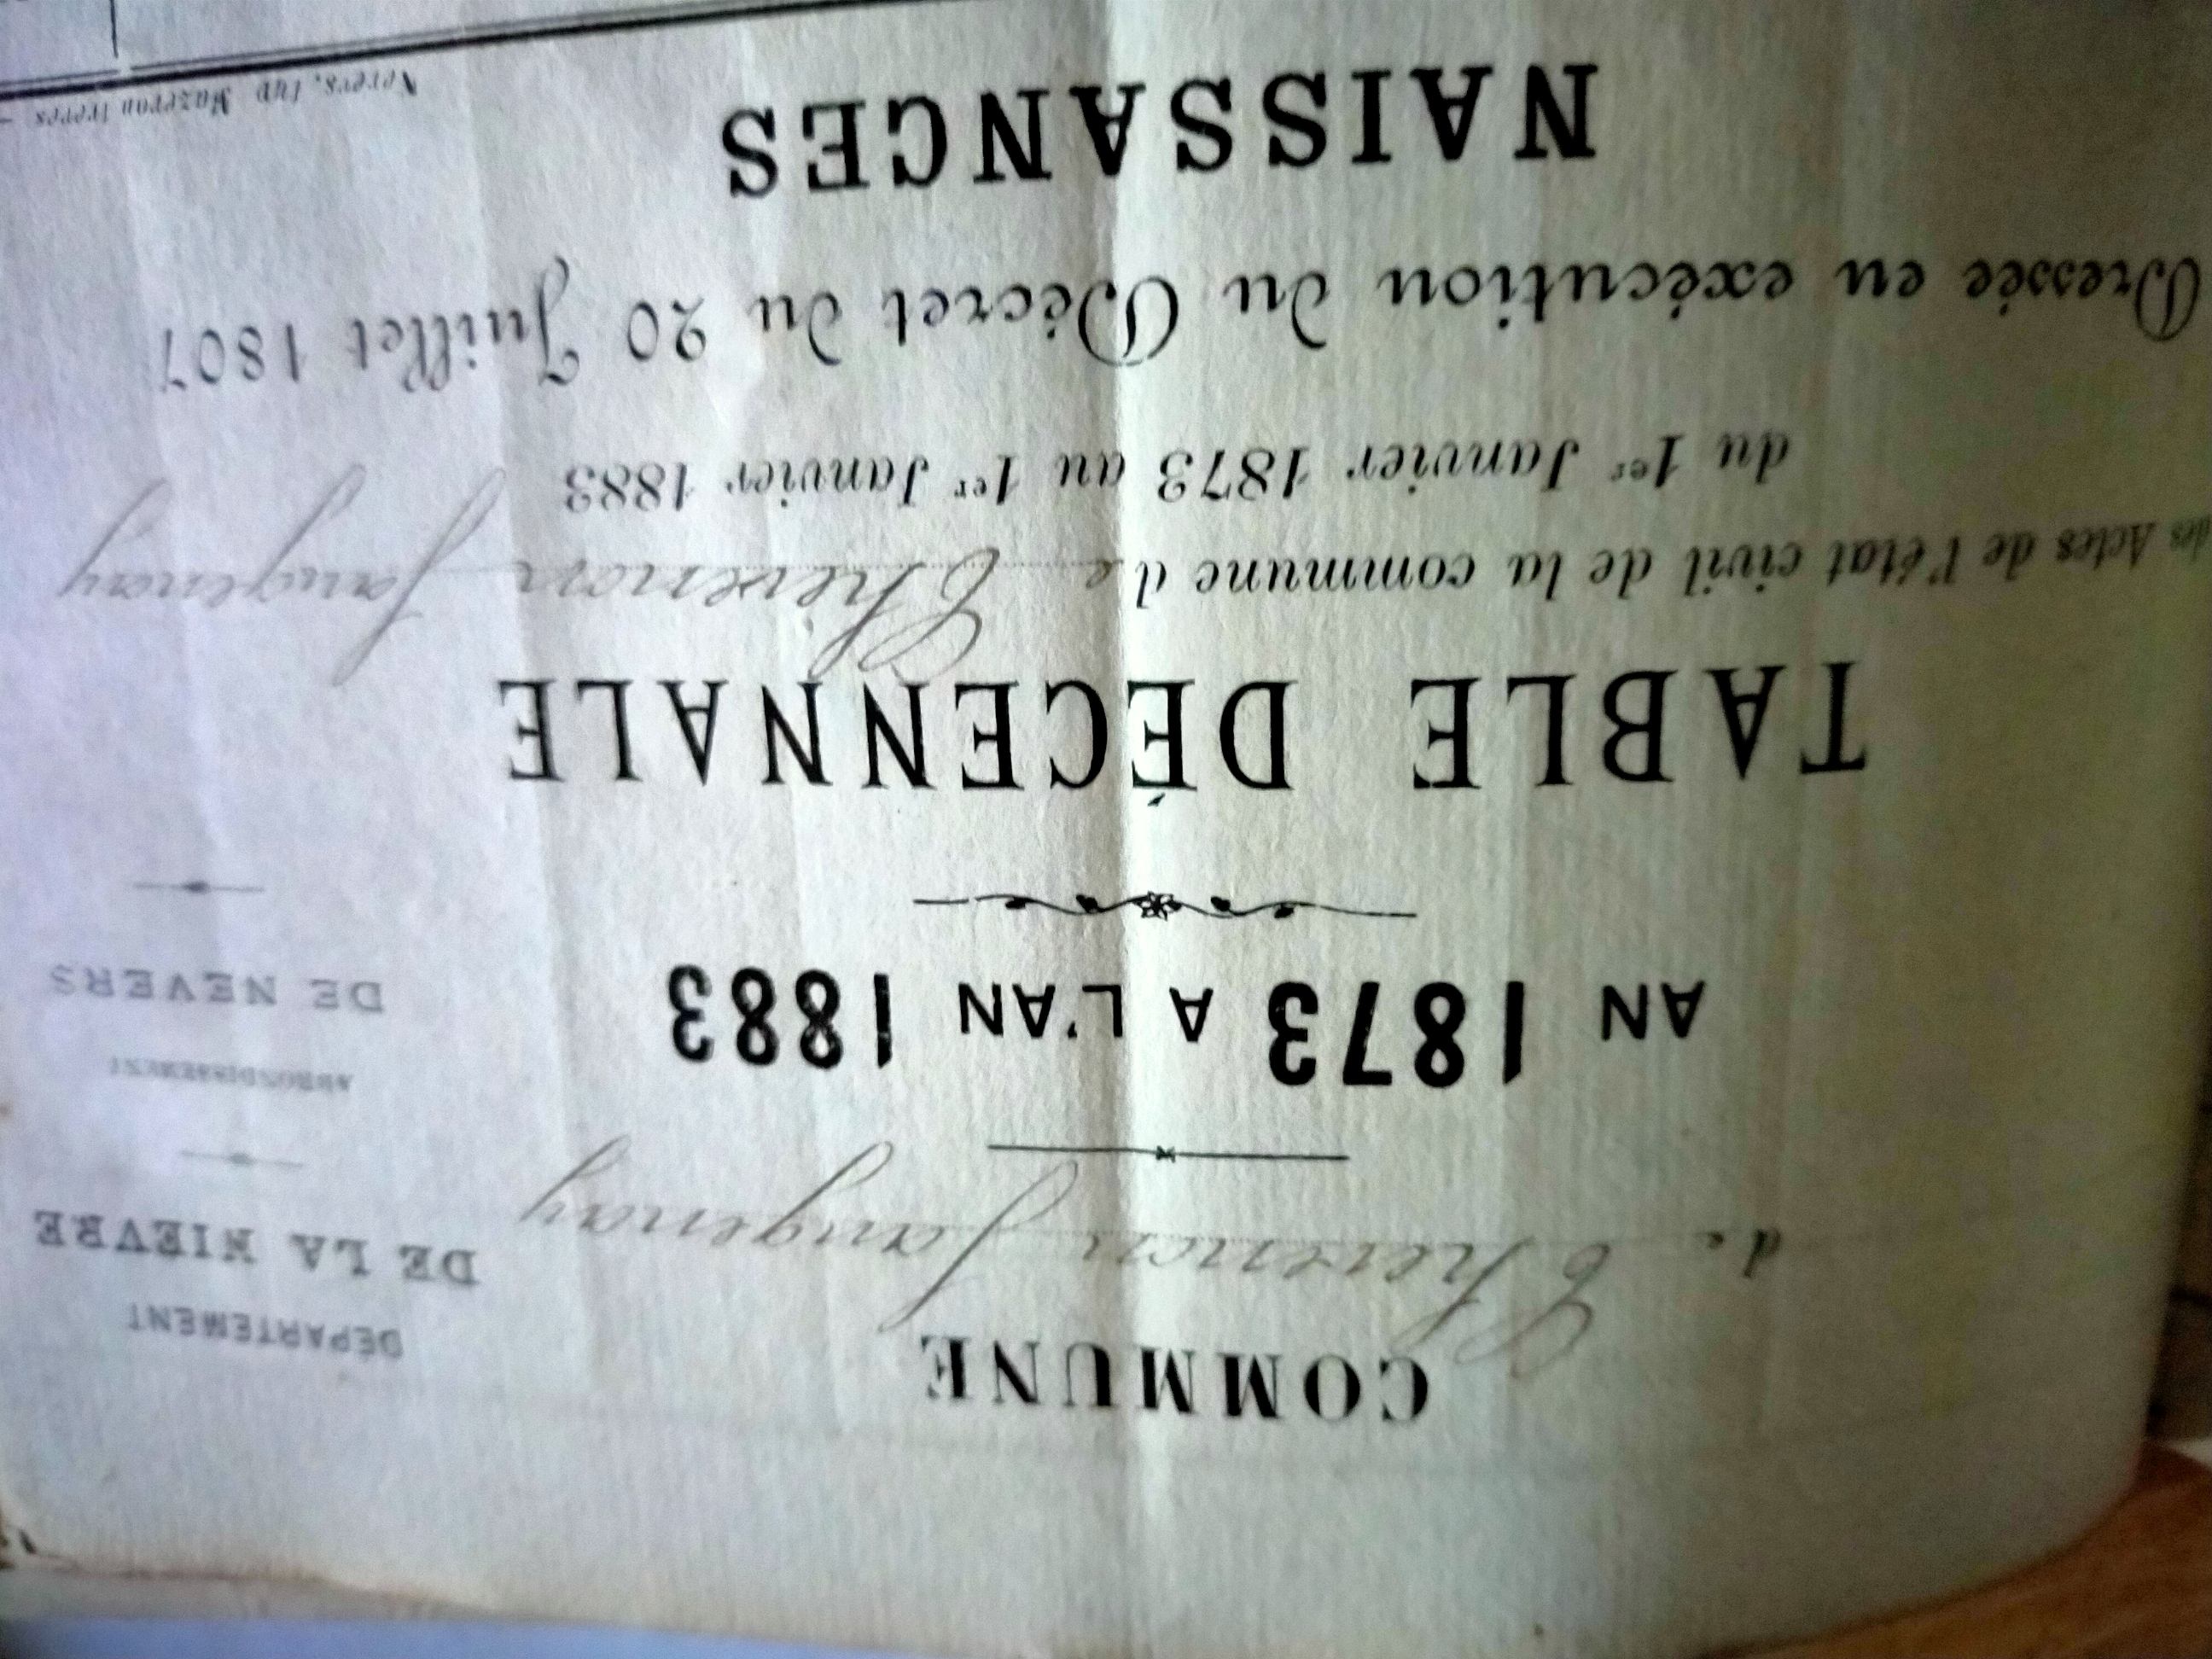 COMMUNE
de Chevenon Jaugenay
DÉPARTEMENT
DE LA NIÈVRE
ARRONDISSEMENT
DE NEVERS
AN 1873 A L'AN 1883
TABLE DÉCENNALE
des Actes de l'état civil de la commune de Chevenon Jaugenay
du 1er Janvier 1873 au 1er Janvier 1883
Dressée en exécution du Décret du 20 Juillet 1807
NAISSANCES
Nevers, typ Mazeron frères —